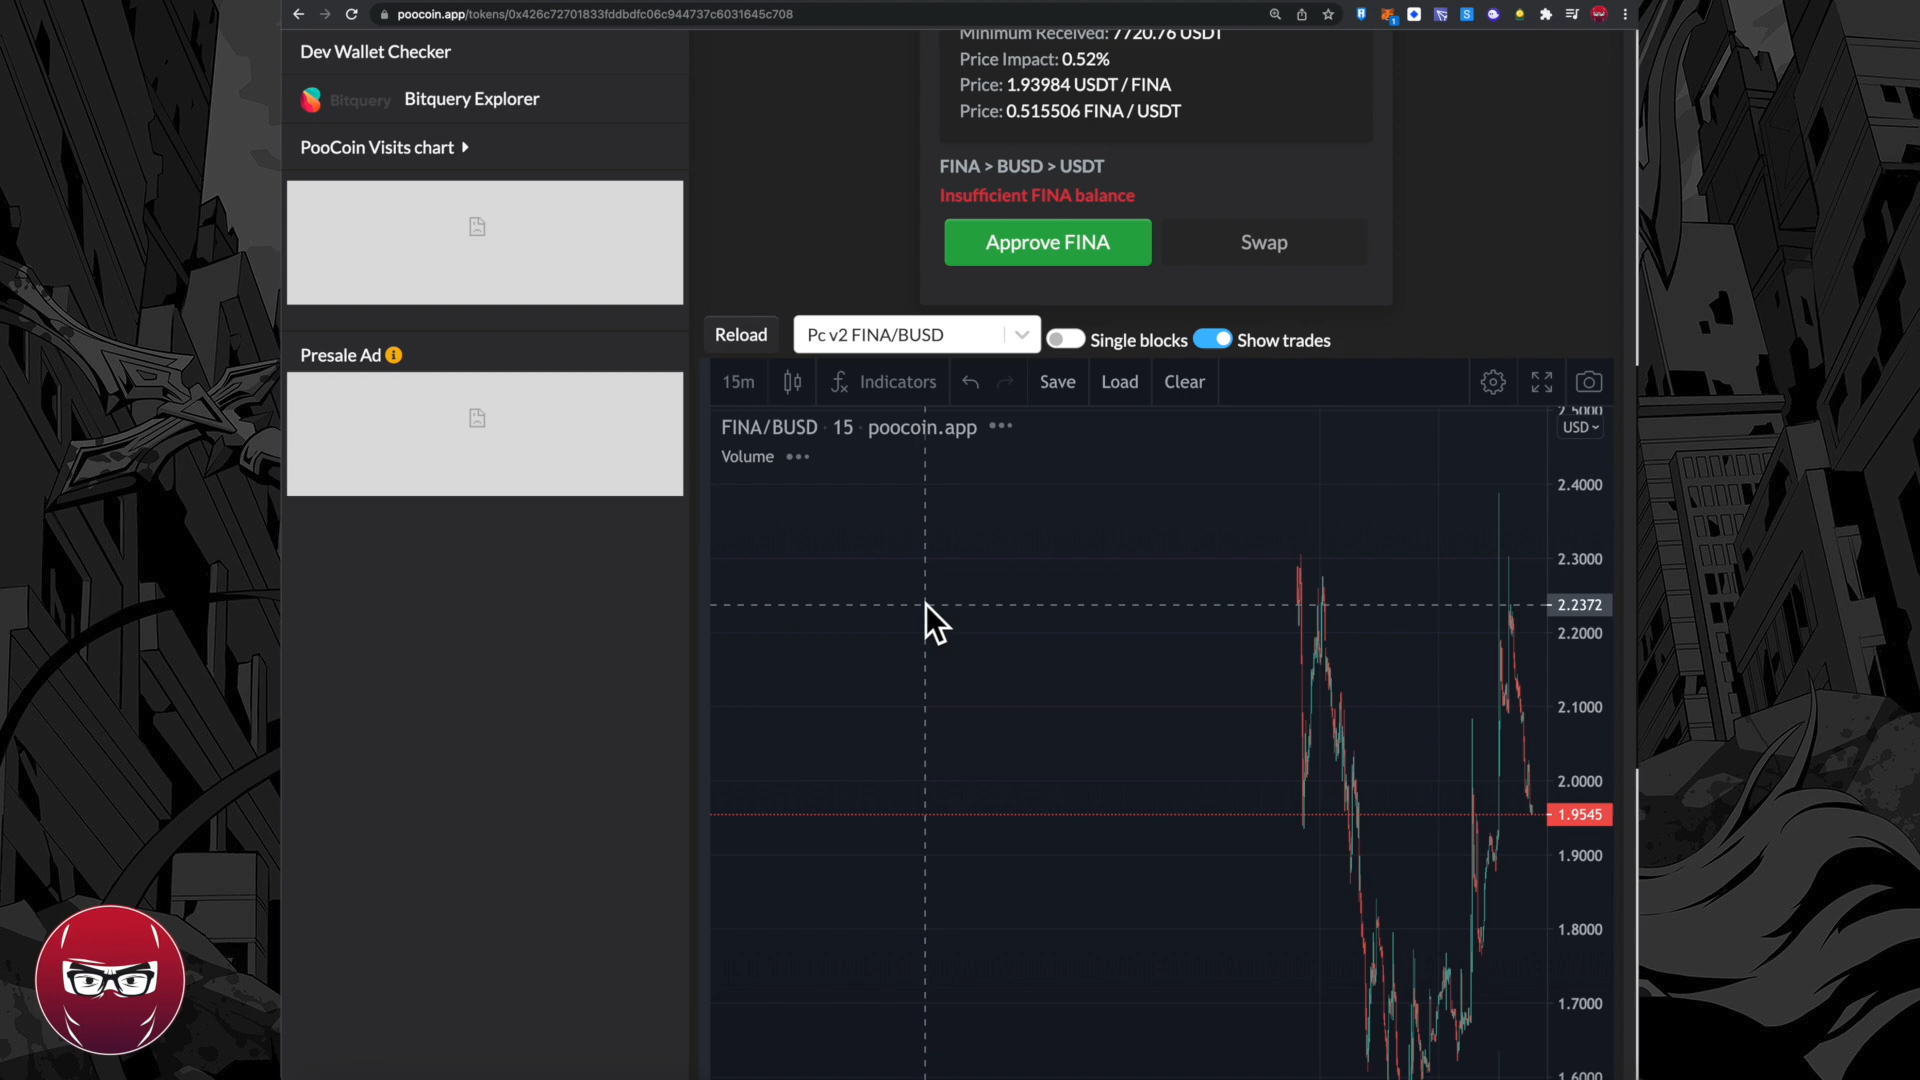 poocoin.app/tokens/0x426c72701833fddbdfc06c944737c6031645c708
1
Dev Wallet Checker
Bitquery Bitquery Explorer
PooCoin Visits chart
Presale Ad
Minimum Received: 7720.76 USDT
Price Impact: 0.52%
Price: 1.93984 USDT / FINA
Price: 0.515506 FINA / USDT
FINA > BUSD > USDT
Insufficient FINA balance
Approve FINA Swap
Reload Pc v2 FINA/BUSD Single blocks Show trades
15m Indicators Save Load Clear
FINA/BUSD · 15 · poocoin.app
Volume
2.5000
USD
2.4000
2.3000
2.2372
2.2000
2.1000
2.0000
1.9545
1.9000
1.8000
1.7000
1.6000